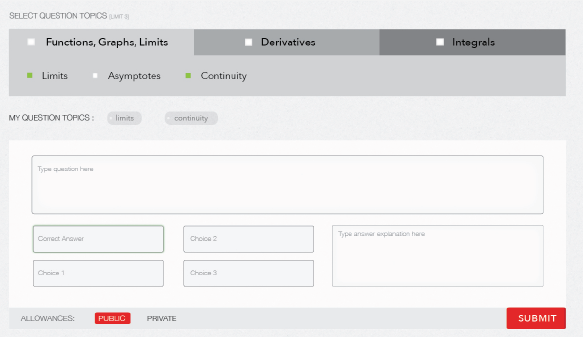 SELECT QUESTION TOPICS [LIMIT 3]
Functions, Graphs, Limits Derivatives Integrals
Limits Asymptotes Continuity
MY QUESTION TOPICS : limits continuity
Type question here
Correct Answer Choice 2 Type answer expanation here
Choice 1 Choice 3
ALLOWANCES: PUBLIC PRIVATE SUBMIT